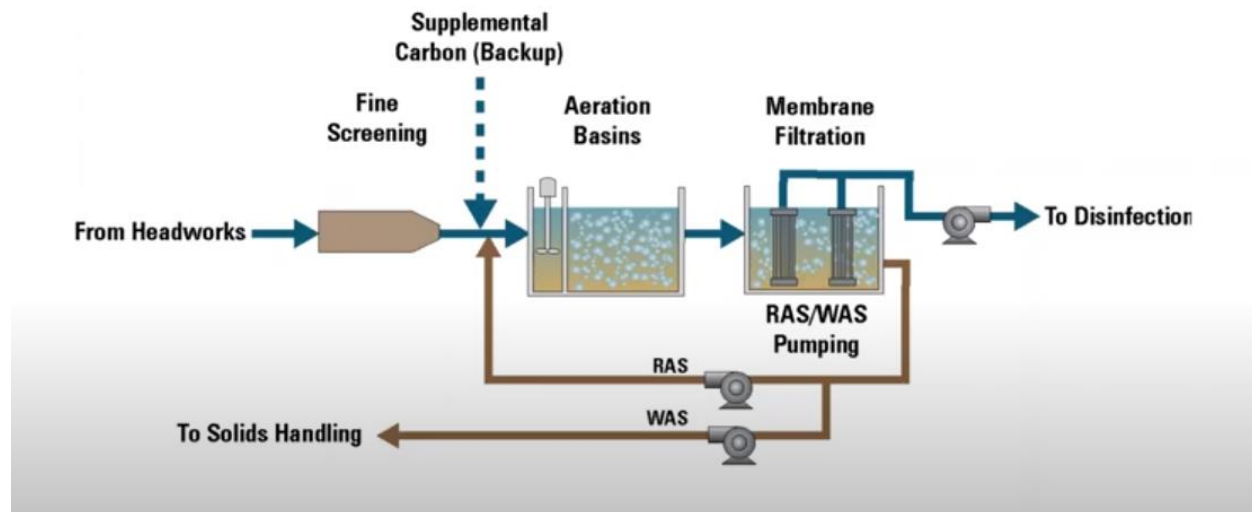 Supplemental
Carbon (Backup)
Fine
Screening
Aeration
Basins
Membrane
Filtration
From Headworks
To Disinfection
RAS/WAS
Pumping
RAS
WAS
To Solids Handling